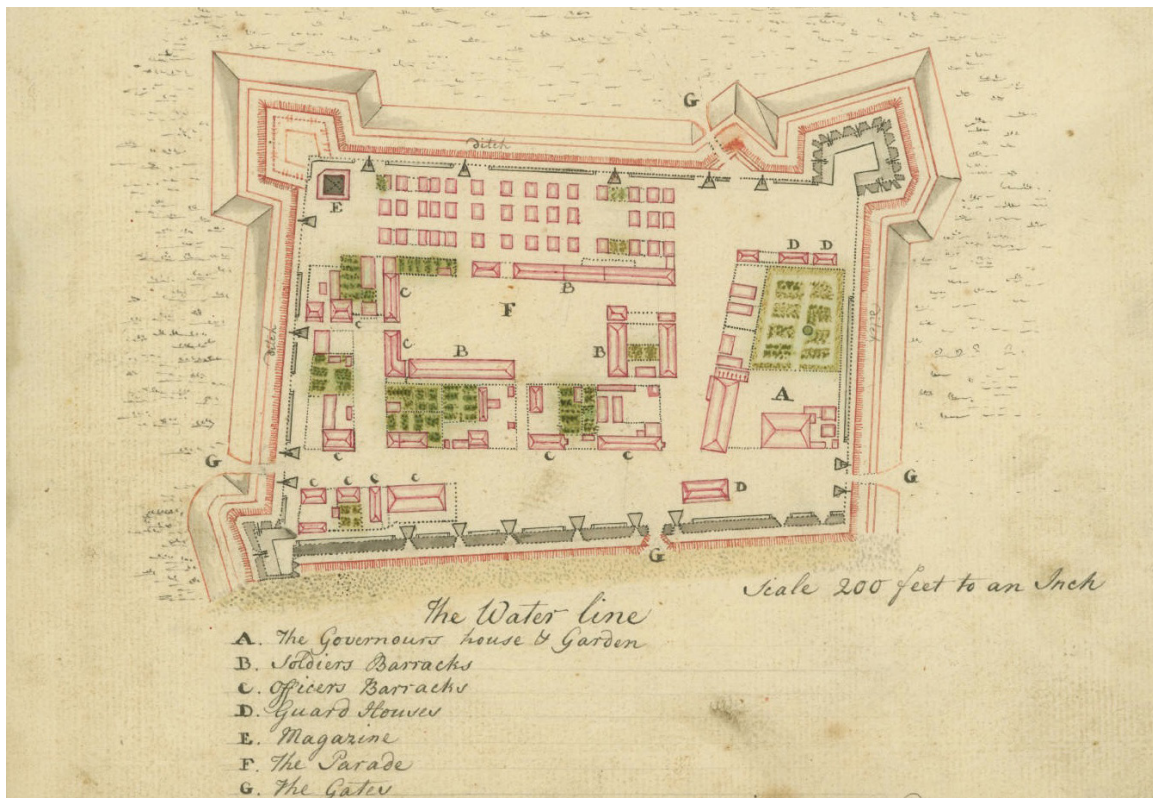 G
Ditch
E
D D
B
C
F
C
Ditch
Ditch
C
B
B
A
C
C
C
G
G
C
C
C
C
D
G
Scale 200 feet to an Inch
The Water line
A. The Governours house & Garden
B. Soldiers Barracks
C. Officers Barracks
D. Guard Houses
E. Magazine
F. The Parade
G. The Gates